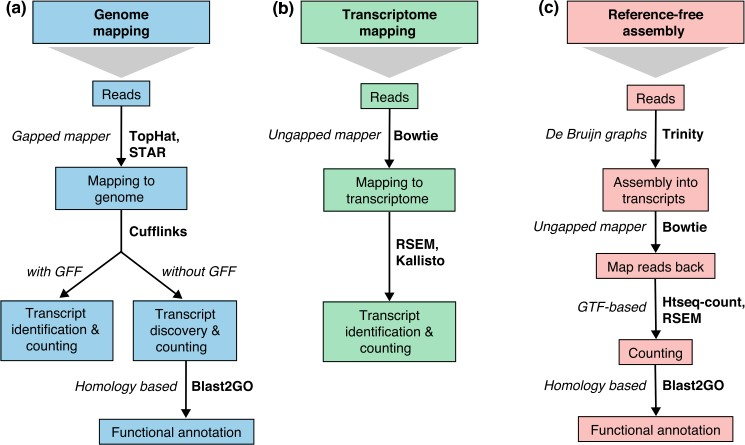 (a)
Genome
mapping
Reads
Gapped mapper
TopHat,
STAR
Mapping to
genome
Cufflinks
with GFF
without GFF
Transcript
identification &
counting
Transcript
discovery &
counting
Homology based
Blast2GO
Functional annotation
(b)
Transcriptome
mapping
Reads
Ungapped mapper
Bowtie
Mapping to
transcriptome
RSEM,
Kallisto
Transcript
identification &
counting
(c)
Reference-free
assembly
Reads
De Bruijn graphs
Trinity
Assembly into
transcripts
Ungapped mapper
Bowtie
Map reads back
GTF-based
Htseq-count,
RSEM
Counting
Homology based
Blast2GO
Functional annotation